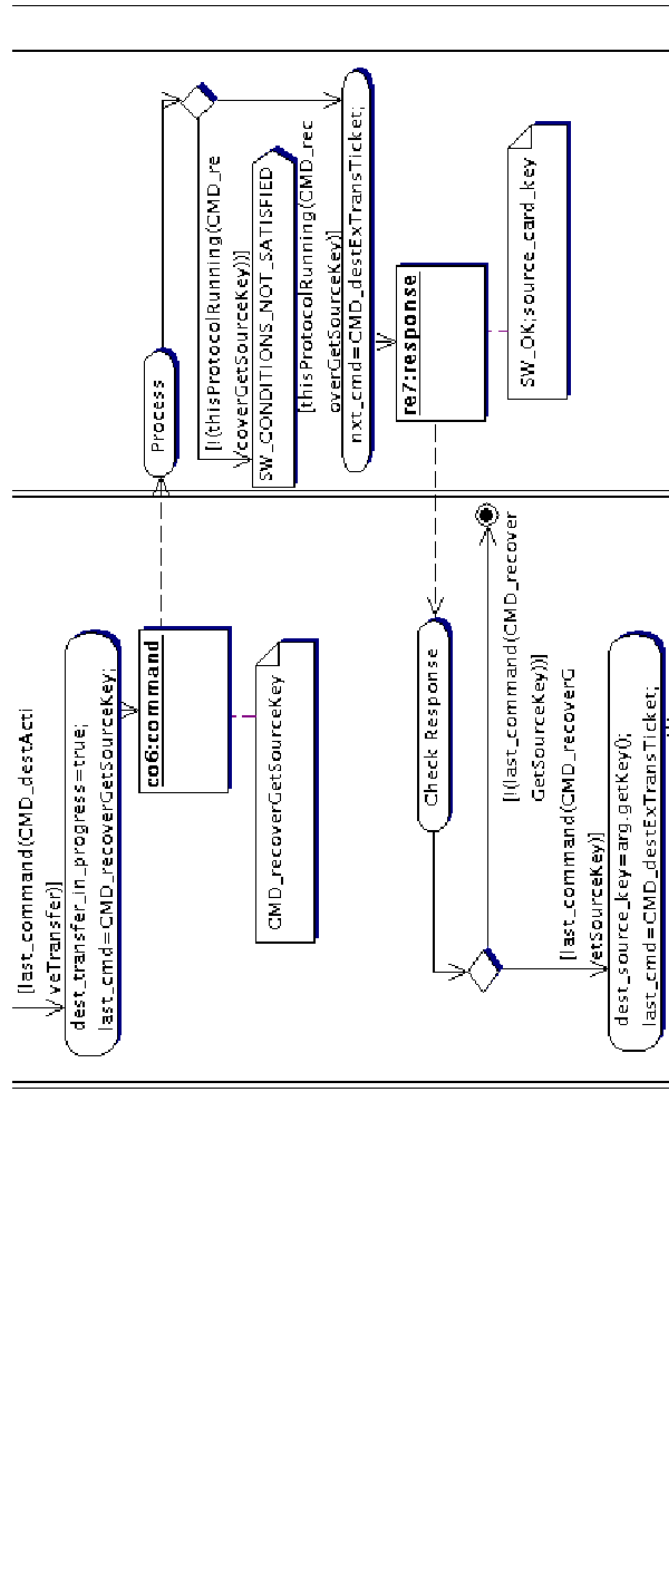 [last_command(CMD_destActi
veTransfer)]
dest_transfer_in_progress=true;
last_cmd=CMD_recoverGetSourceKey;
co6:command
CMD_recoverGetSourceKey
Process
[!(thisProtocolRunning(CMD_re
coverGetSourceKey))]
SW_CONDITIONS_NOT_SATISFIED
[thisProtocolRunning(CMD_rec
overGetSourceKey)]
nxt_cmd=CMD_destExTransTicket;
re7:response
SW_OK;source_card_key
Check Response
[!(last_command(CMD_recover
GetSourceKey))]
[last_command(CMD_recoverG
etSourceKey)]
dest_source_key=arg.getKey();
last_cmd=CMD_destExTransTicket;